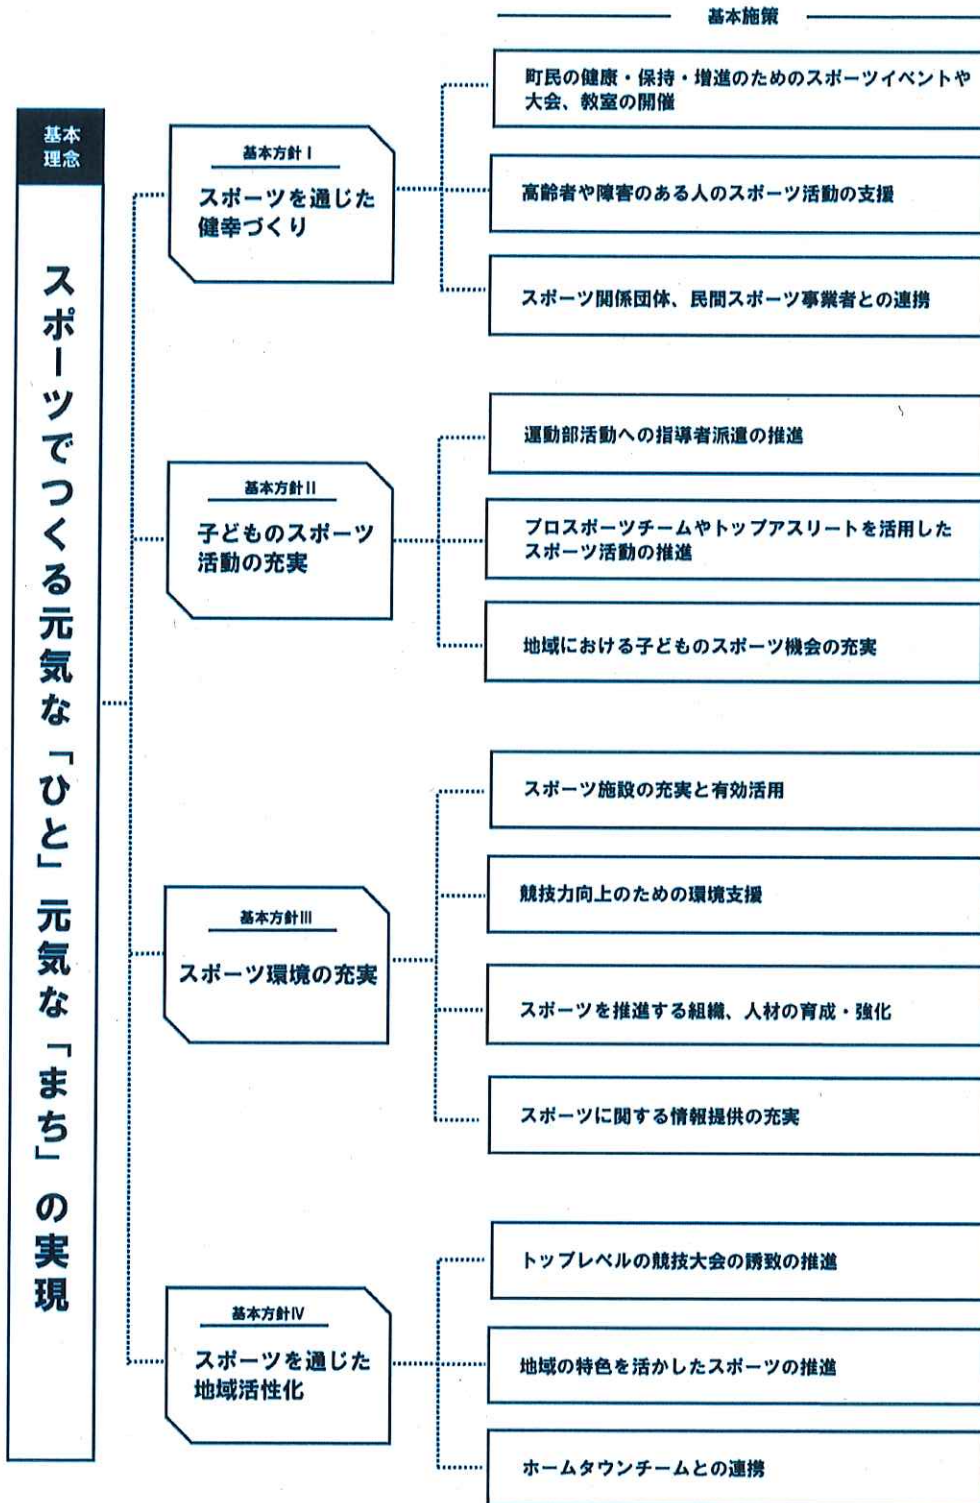 基本施策
基本
理念
スポーツでつくる元気な「ひと」元気な「まち」の実現
基本方針Ⅰ
スポーツを通じた
健幸づくり
町民の健康・保持・増進のためのスポーツイベントや
大会、教室の開催
高齢者や障害のある人のスポーツ活動の支援
スポーツ関係団体、民間スポーツ事業者との連携
基本方針Ⅱ
子どものスポーツ
活動の充実
運動部活動への指導者派遣の推進
プロスポーツチームやトップアスリートを活用した
スポーツ活動の推進
地域における子どものスポーツ機会の充実
基本方針Ⅲ
スポーツ環境の充実
スポーツ施設の充実と有効活用
競技力向上のための環境支援
スポーツを推進する組織、人材の育成・強化
スポーツに関する情報提供の充実
基本方針Ⅳ
スポーツを通じた
地域活性化
トップレベルの競技大会の誘致の推進
地域の特色を活かしたスポーツの推進
ホームタウンチームとの連携